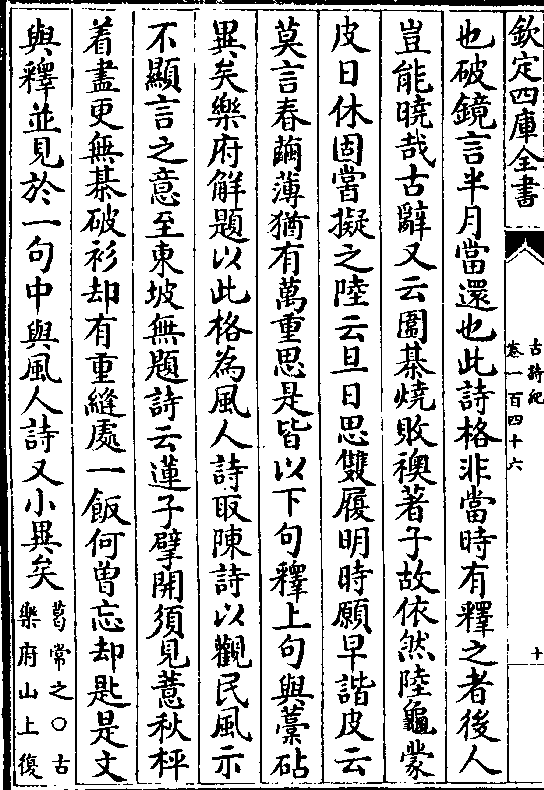 欽定四庫全書
古詩紀
卷一百四十六
十
也破鏡言半月當還也此詩格非當時有釋之者後人
豈能曉哉古辭又云圍棊燒敗襖著子故依然陸龜蒙
皮日休固嘗擬之陸云旦日思雙履明時願早諧皮云
莫言春繭薄猶有萬重思是皆以下句釋上句與藁砧
異矣樂府解題以此格為風人詩取陳詩以觀民風示
不顯言之意至東坡無題詩云蓮子擘開須見薏秋枰
着盡更無棊破衫却有重縫處一飯何曽忘却匙是文
與釋並見於一句中與風人詩又小異矣
葛常之○古
樂府山上復